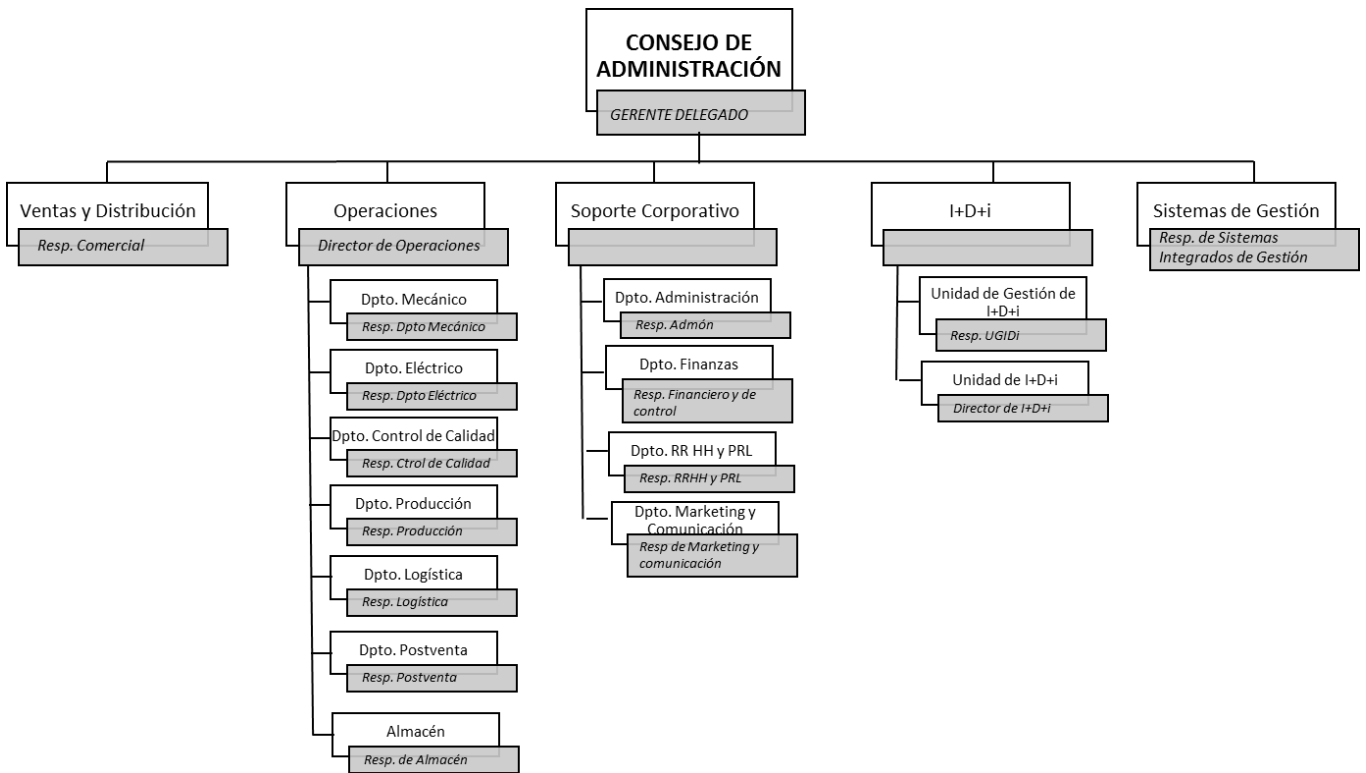 CONSEJO DE
ADMINISTRACIÓN
GERENTE DELEGADO
Ventas y Distribución
Resp. Comercial
Operaciones
Director de Operaciones
Dpto. Mecánico
Resp. Dpto Mecánico
Dpto. Eléctrico
Resp. Dpto Eléctrico
Dpto. Control de Calidad
Resp. Ctrol de Calidad
Dpto. Producción
Resp. Producción
Dpto. Logística
Resp. Logística
Dpto. Postventa
Resp. Postventa
Almacén
Resp. de Almacén
Soporte Corporativo
Dpto. Administración
Resp. Admón
Dpto. Finanzas
Resp. Financiero y de
control
Dpto. RR HH y PRL
Resp. RRHH y PRL
Dpto. Marketing y
Comunicación
Resp de Marketing y
comunicación
I+D+i
Unidad de Gestión de
I+D+i
Resp. UGIDi
Unidad de I+D+i
Director de I+D+i
Sistemas de Gestión
Resp. de Sistemas
Integrados de Gestión